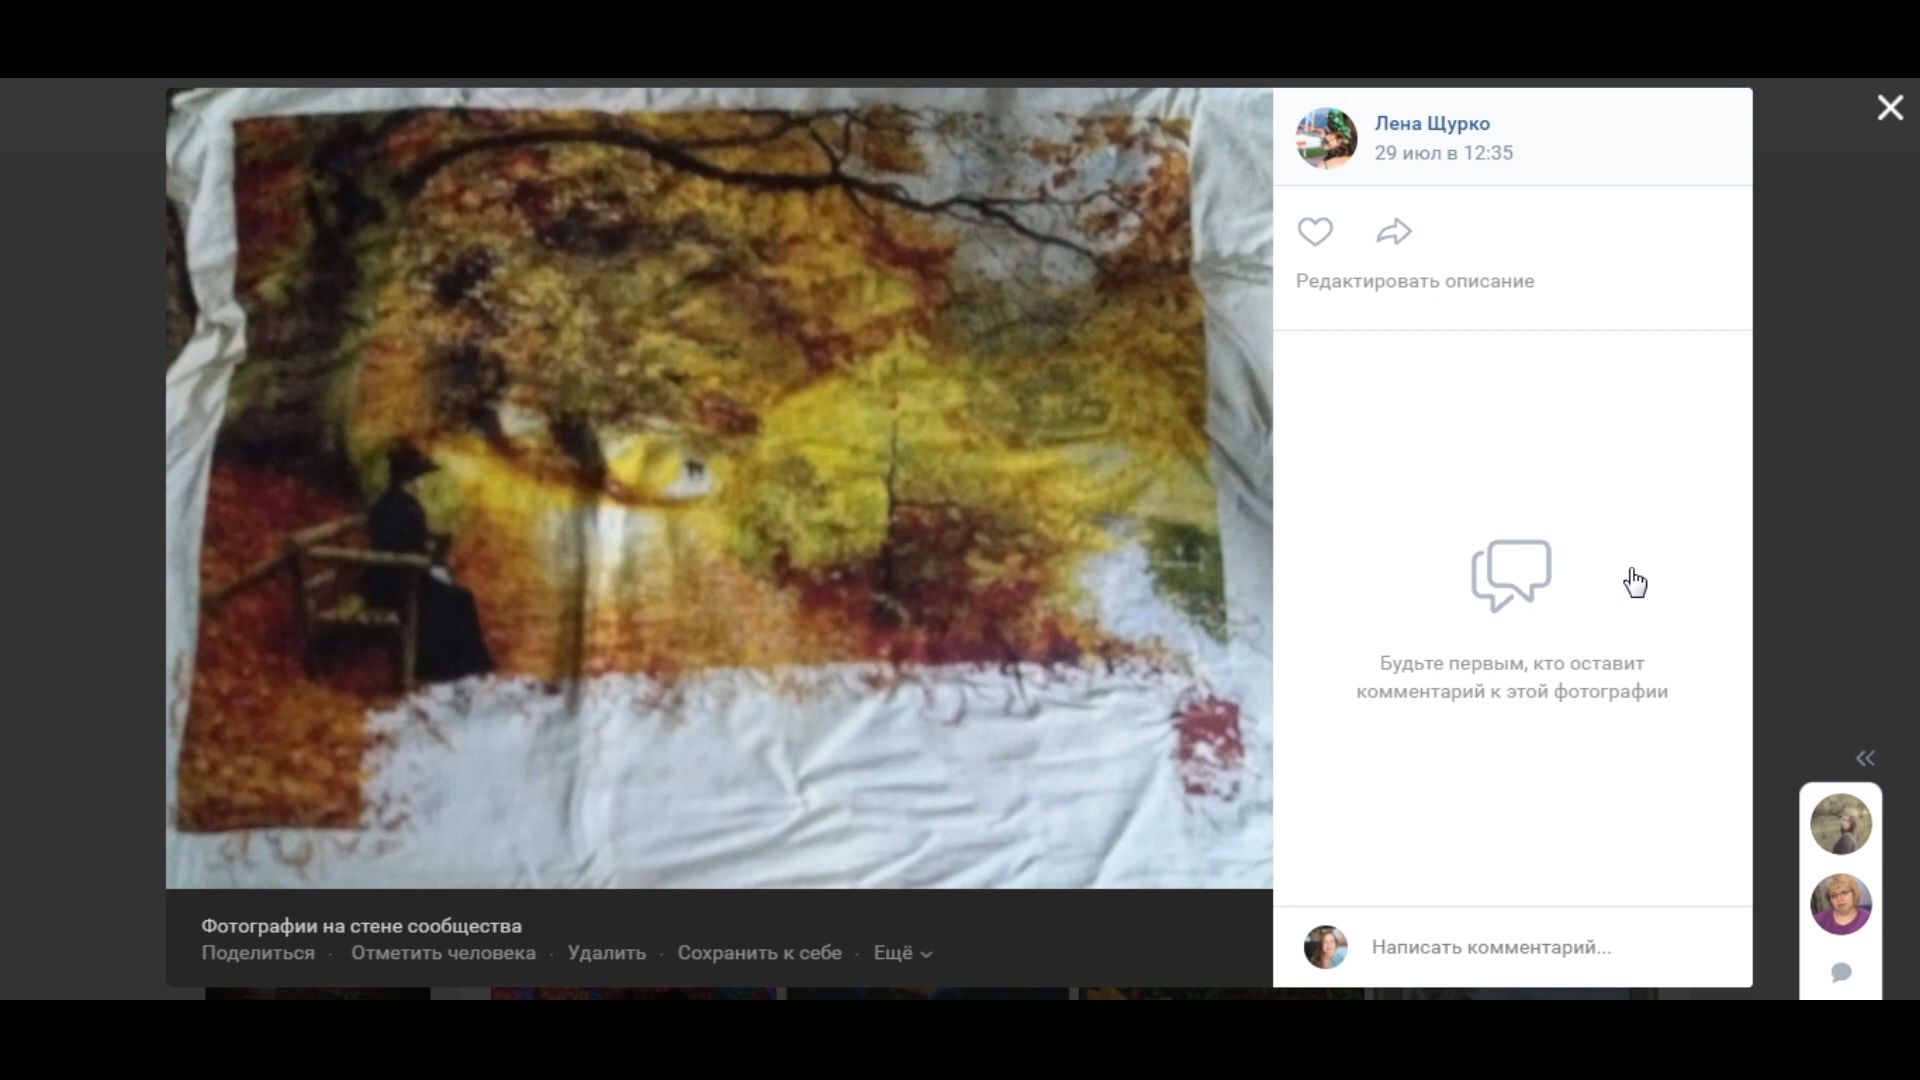 Лена Щурко
29 июл в 12:35
Редактировать описание
Будьте первым, кто оставит
комментарий к этой фотографии
Фотографии на стене сообщества
Поделиться · Отметить человека · Удалить · Сохранить к себе · Ещё
Написать комментарий...